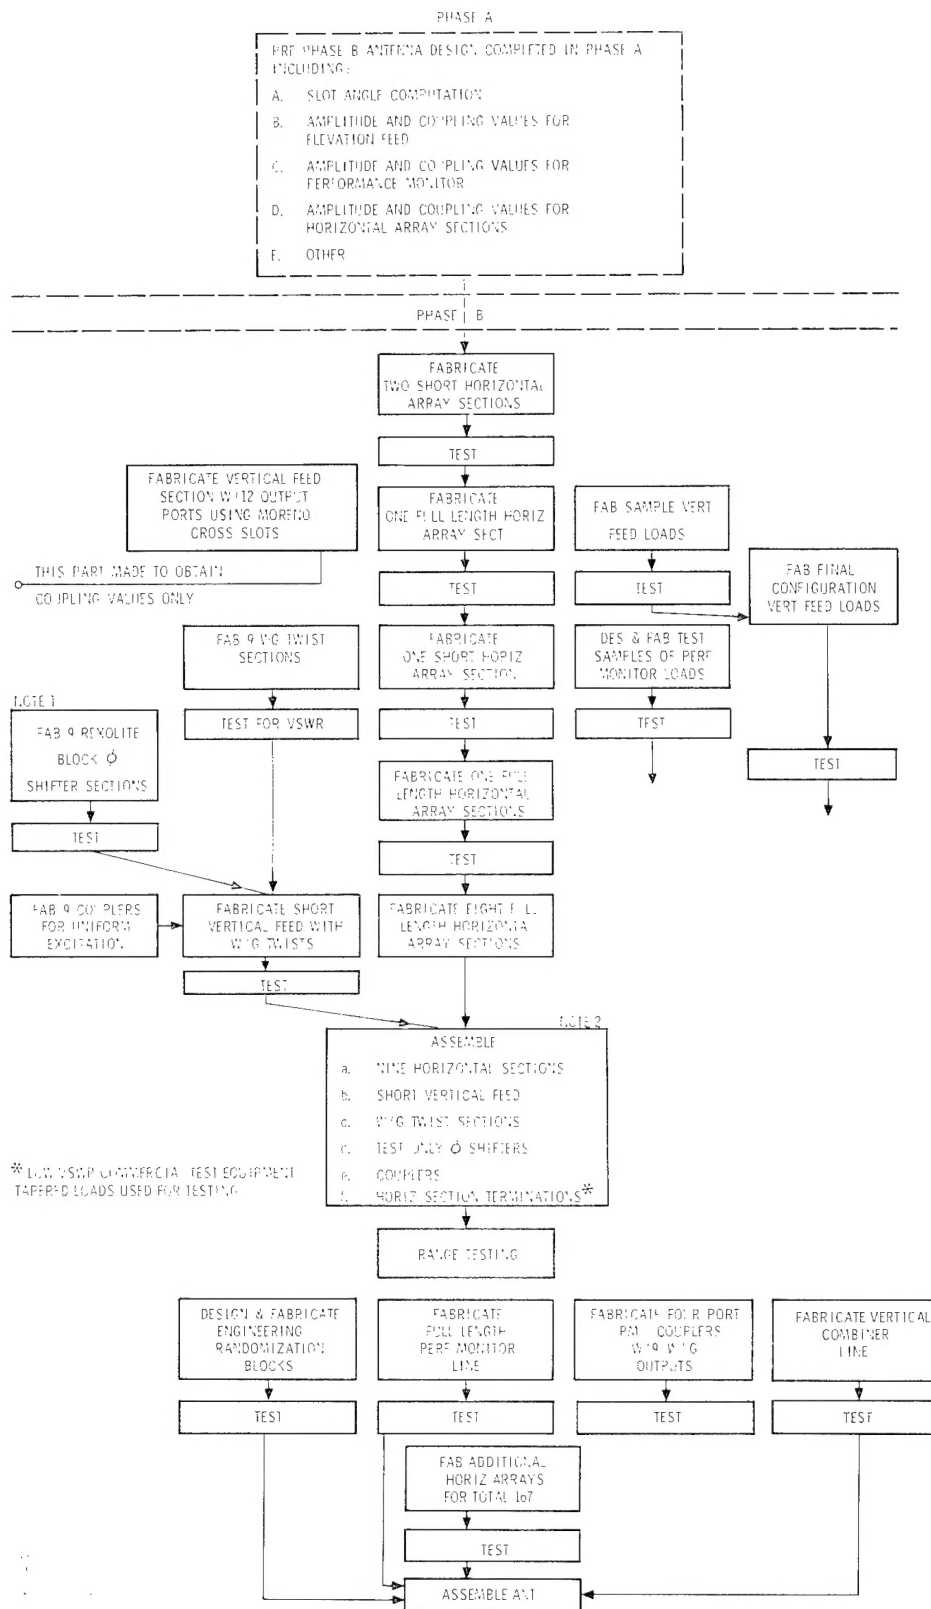 PHASE A
PRE PHASE B ANTENNA DESIGN COMPLETED IN PHASE A
INCLUDING:
A. SLOT ANGLE COMPUTATION
B. AMPLITUDE AND COUPLING VALUES FOR
ELEVATION FEED
C. AMPLITUDE AND COUPLING VALUES FOR
PERFORMANCE MONITOR
D. AMPLITUDE AND COUPLING VALUES FOR
HORIZONTAL ARRAY SECTIONS
E. OTHER
PHASE B
FABRICATE
TWO SHORT HORIZONTAL
ARRAY SECTIONS
TEST
FABRICATE VERTICAL FEED
SECTION W/12 OUTPUT
PORTS USING MORENO
CROSS SLOTS
FABRICATE
ONE FULL LENGTH HORIZ
ARRAY SECT
FAB SAMPLE VERT
FEED LOADS
THIS PART MADE TO OBTAIN
COUPLING VALUES ONLY
TEST
TEST
FAB FINAL
CONFIGURATION
VERT FEED LOADS
FAB 9 WG TWIST
SECTIONS
FABRICATE
ONE SHORT HORIZ
ARRAY SECTION
DES & FAB TEST
SAMPLES OF PERF
MONITOR LOADS
NOTE 1
FAB 9 REXOLITE
BLOCK ϕ
SHIFTER SECTIONS
TEST FOR VSWR
TEST
TEST
TEST
FABRICATE ONE FULL
LENGTH HORIZONTAL
ARRAY SECTIONS
TEST
TEST
FAB 9 COUPLERS
FOR UNIFORM
EXCITATION
FABRICATE SHORT
VERTICAL FEED WITH
W/G TWISTS
FABRICATE EIGHT FULL
LENGTH HORIZONTAL
ARRAY SECTIONS
TEST
NOTE 2
ASSEMBLE
a. NINE HORIZONTAL SECTIONS
b. SHORT VERTICAL FEED
c. W/G TWIST SECTIONS
d. TEST ONLY ϕ SHIFTERS
e. COUPLERS
f. HORIZ SECTION TERMINATIONS*
* LOW VSWR COMMERCIAL TEST EQUIPMENT
TAPERED LOADS USED FOR TESTING
RANGE TESTING
DESIGN & FABRICATE
ENGINEERING
RANDOMIZATION
BLOCKS
FABRICATE
FULL LENGTH
PERF MONITOR
LINE
FABRICATE FOUR PORT
PM COUPLERS
W/9 W/G
OUTPUTS
FABRICATE VERTICAL
COMBINER
LINE
TEST
TEST
TEST
TEST
FAB ADDITIONAL
HORIZ ARRAYS
FOR TOTAL 167
TEST
ASSEMBLE ANT